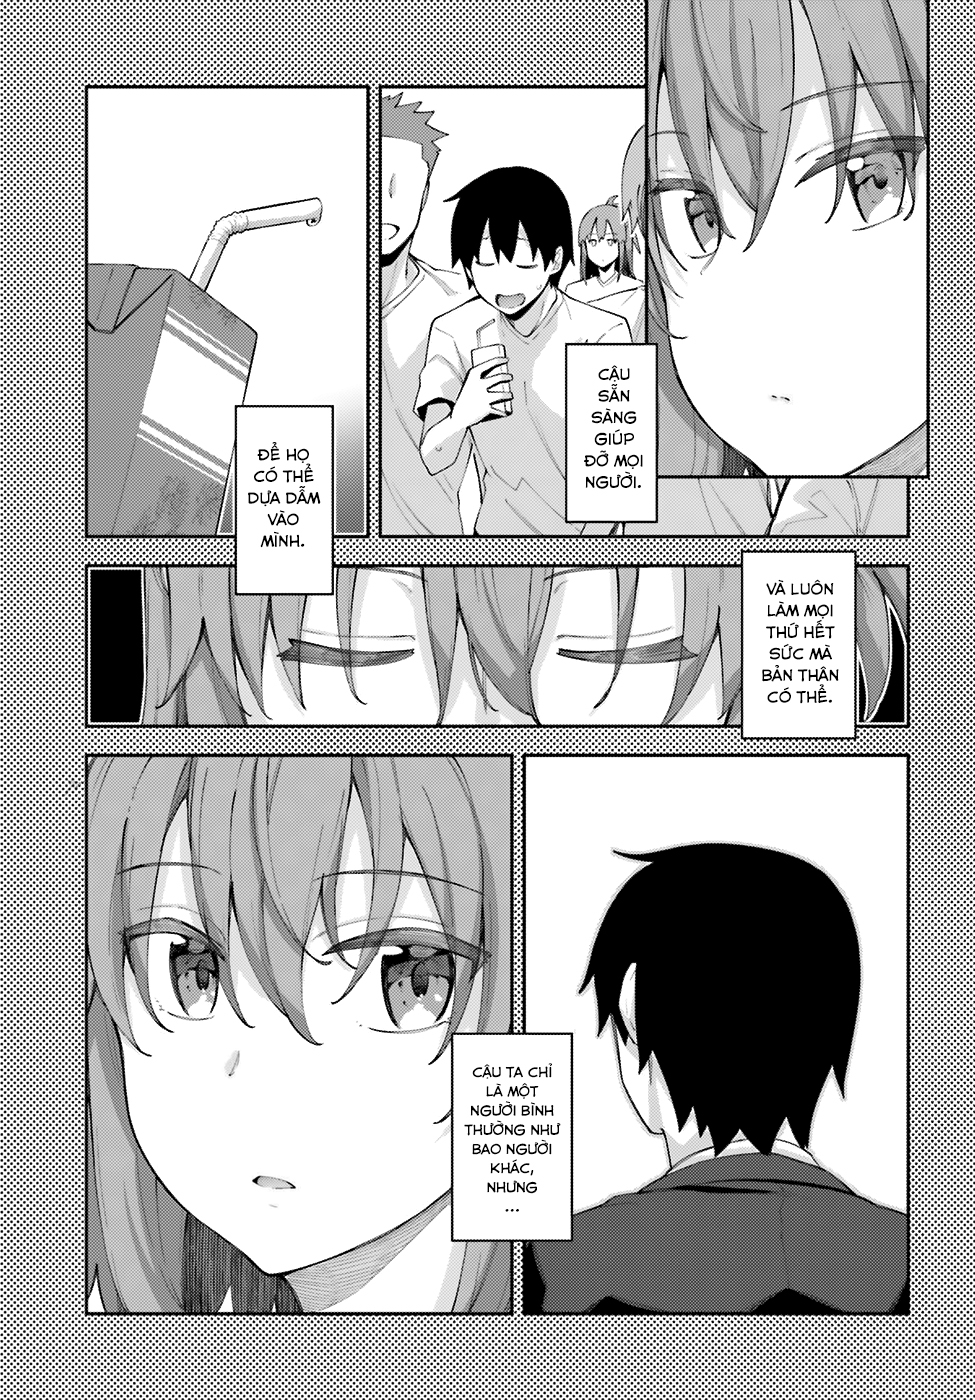 CẬU
SẴN
SÀNG
GIÚP
ĐỠ MỌI
NGƯỜI.
ĐỂ HỌ
CÓ THỂ
DỰA DẪM
VÀO
MÌNH.
VÀ LUÔN
LÀM MỌI
THỨ HẾT
SỨC MÀ
BẢN THÂN
CÓ THỂ.
CẬU TA CHỈ
LÀ MỘT
NGƯỜI BÌNH
THƯỜNG NHƯ
BAO NGƯỜI
KHÁC,
NHƯNG
...